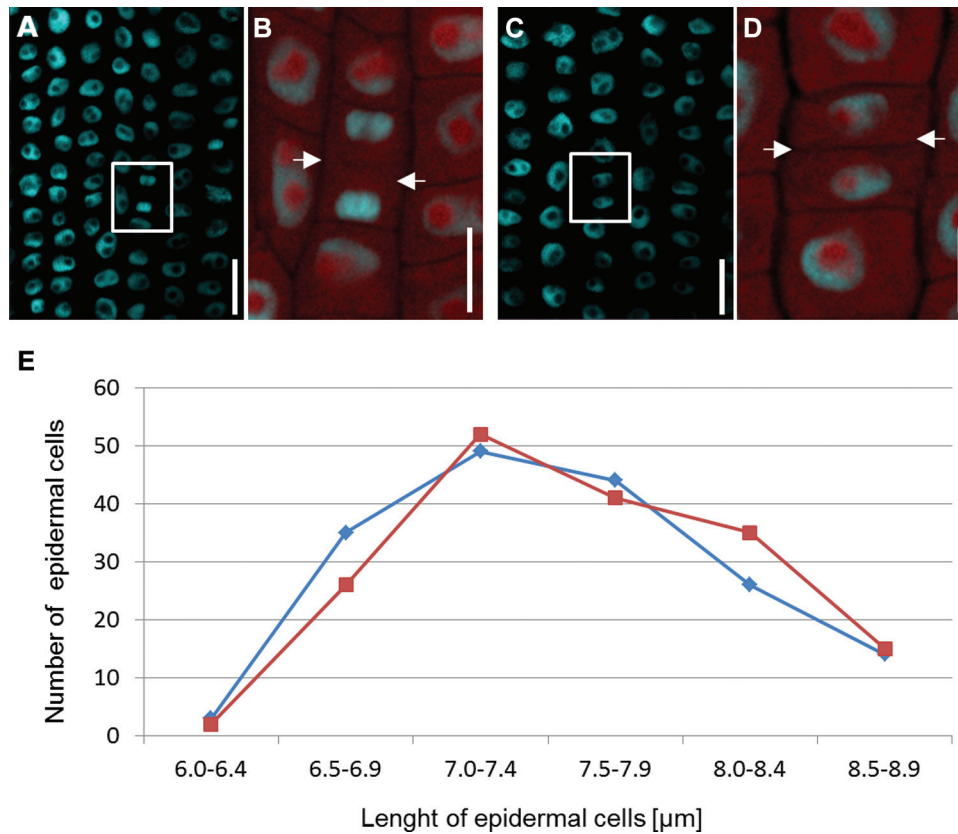 A B C D
E
60
50
40
30
20
10
0
Number of epidermal cells
6.0-6.4 6.5-6.9 7.0-7.4 7.5-7.9 8.0-8.4 8.5-8.9
Lenght of epidermal cells [µm]